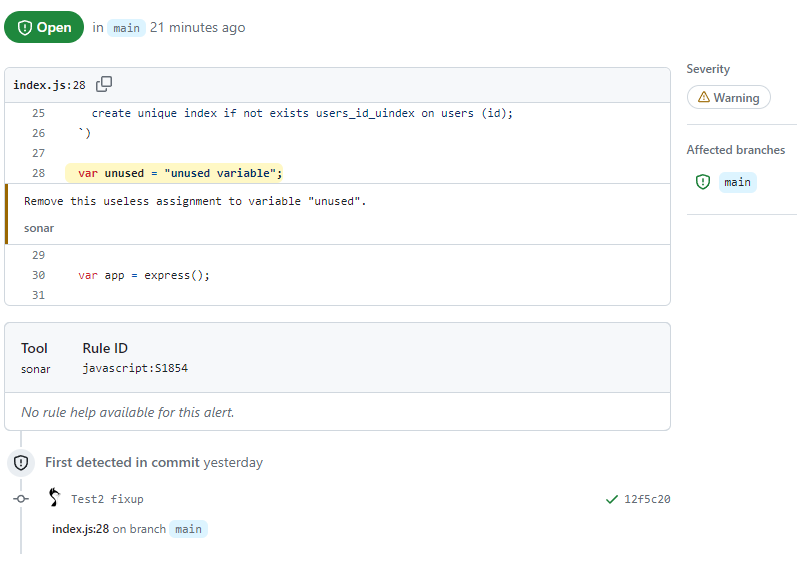 Open in main 21 minutes ago
index.js:28
25 create unique index if not exists users_id_uindex on users (id);
26 `)
27
28 var unused = "unused variable";
Remove this useless assignment to variable "unused".
sonar
29
30 var app = express();
31
Tool Rule ID
sonar javascript:S1854
No rule help available for this alert.
First detected in commit yesterday
Test2 fixup 12f5c20
index.js:28 on branch main
Severity
Warning
Affected branches
main